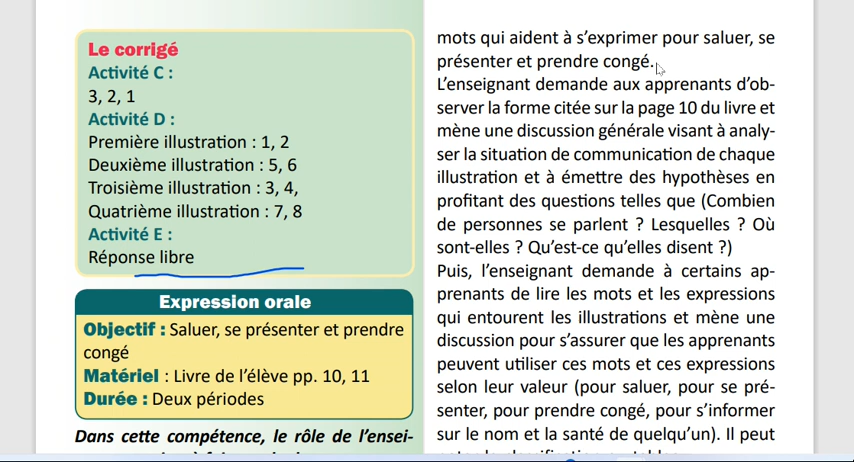 Le corrigé
Activité C :
3, 2, 1
Activité D :
Première illustration : 1, 2
Deuxième illustration : 5, 6
Troisième illustration : 3, 4,
Quatrième illustration : 7, 8
Activité E :
Réponse libre
Expression orale
Objectif : Saluer, se présenter et prendre
congé
Matériel : Livre de l'élève pp. 10, 11
Durée : Deux périodes
Dans cette compétence, le rôle de l'ensei-
mots qui aident à s'exprimer pour saluer, se
présenter et prendre congé.
L'enseignant demande aux apprenants d'ob-
server la forme citée sur la page 10 du livre et
mène une discussion générale visant à analy-
ser la situation de communication de chaque
illustration et à émettre des hypothèses en
profitant des questions telles que (Combien
de personnes se parlent ? Lesquelles ? Où
sont-elles ? Qu'est-ce qu'elles disent ?)
Puis, l'enseignant demande à certains ap-
prenants de lire les mots et les expressions
qui entourent les illustrations et mène une
discussion pour s'assurer que les apprenants
peuvent utiliser ces mots et ces expressions
selon leur valeur (pour saluer, pour se pré-
senter, pour prendre congé, pour s'informer
sur le nom et la santé de quelqu'un). Il peut